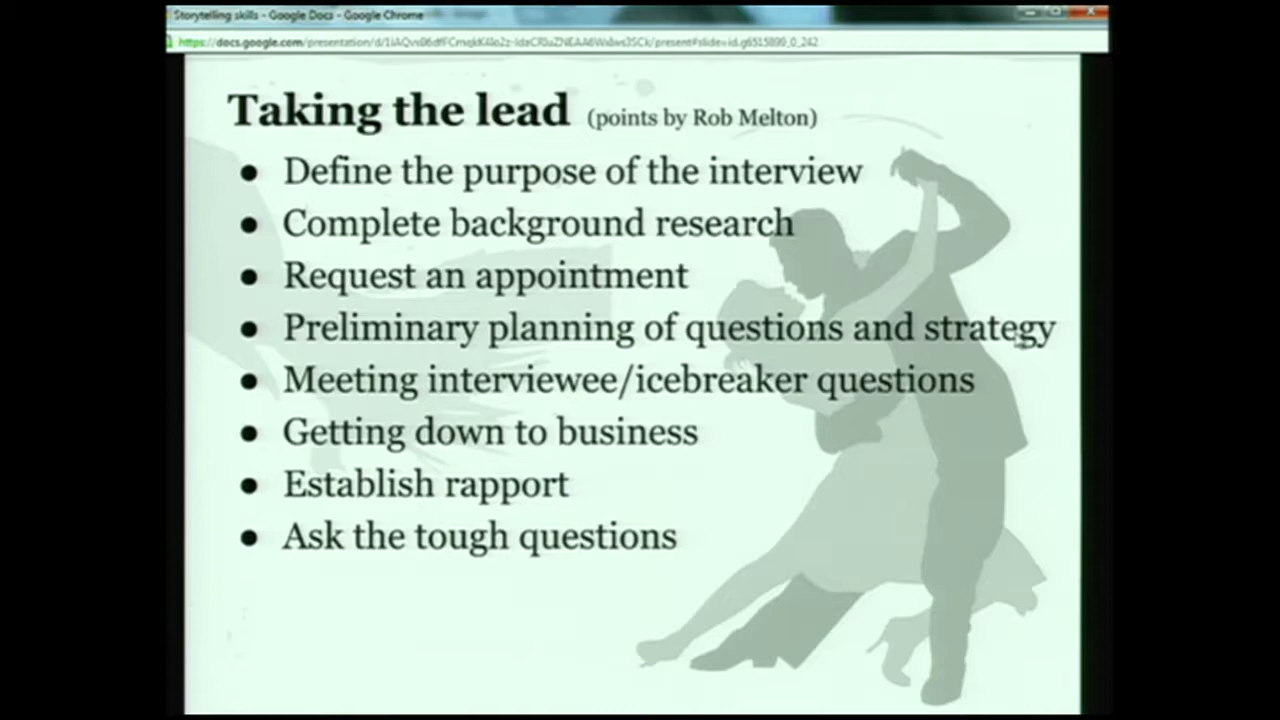 Storytelling skills - Google Docs - Google Chrome
Taking the lead (points by Rob Melton)
● Define the purpose of the interview
● Complete background research
● Request an appointment
● Preliminary planning of questions and strategy
● Meeting interviewee/icebreaker questions
● Getting down to business
● Establish rapport
● Ask the tough questions